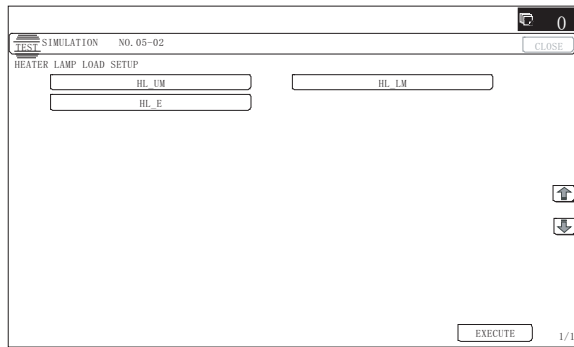 0
TEST SIMULATION NO. 05-02 CLOSE
HEATER LAMP LOAD SETUP
HL_UM HL_LM
HL_E
EXECUTE 1/1